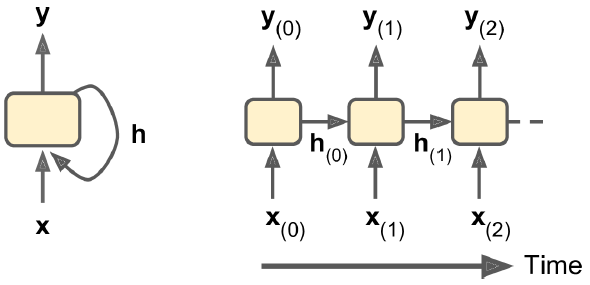 y
h
x
y(0) y(1) y(2)
h(0) h(1)
x(0) x(1) x(2)
Time